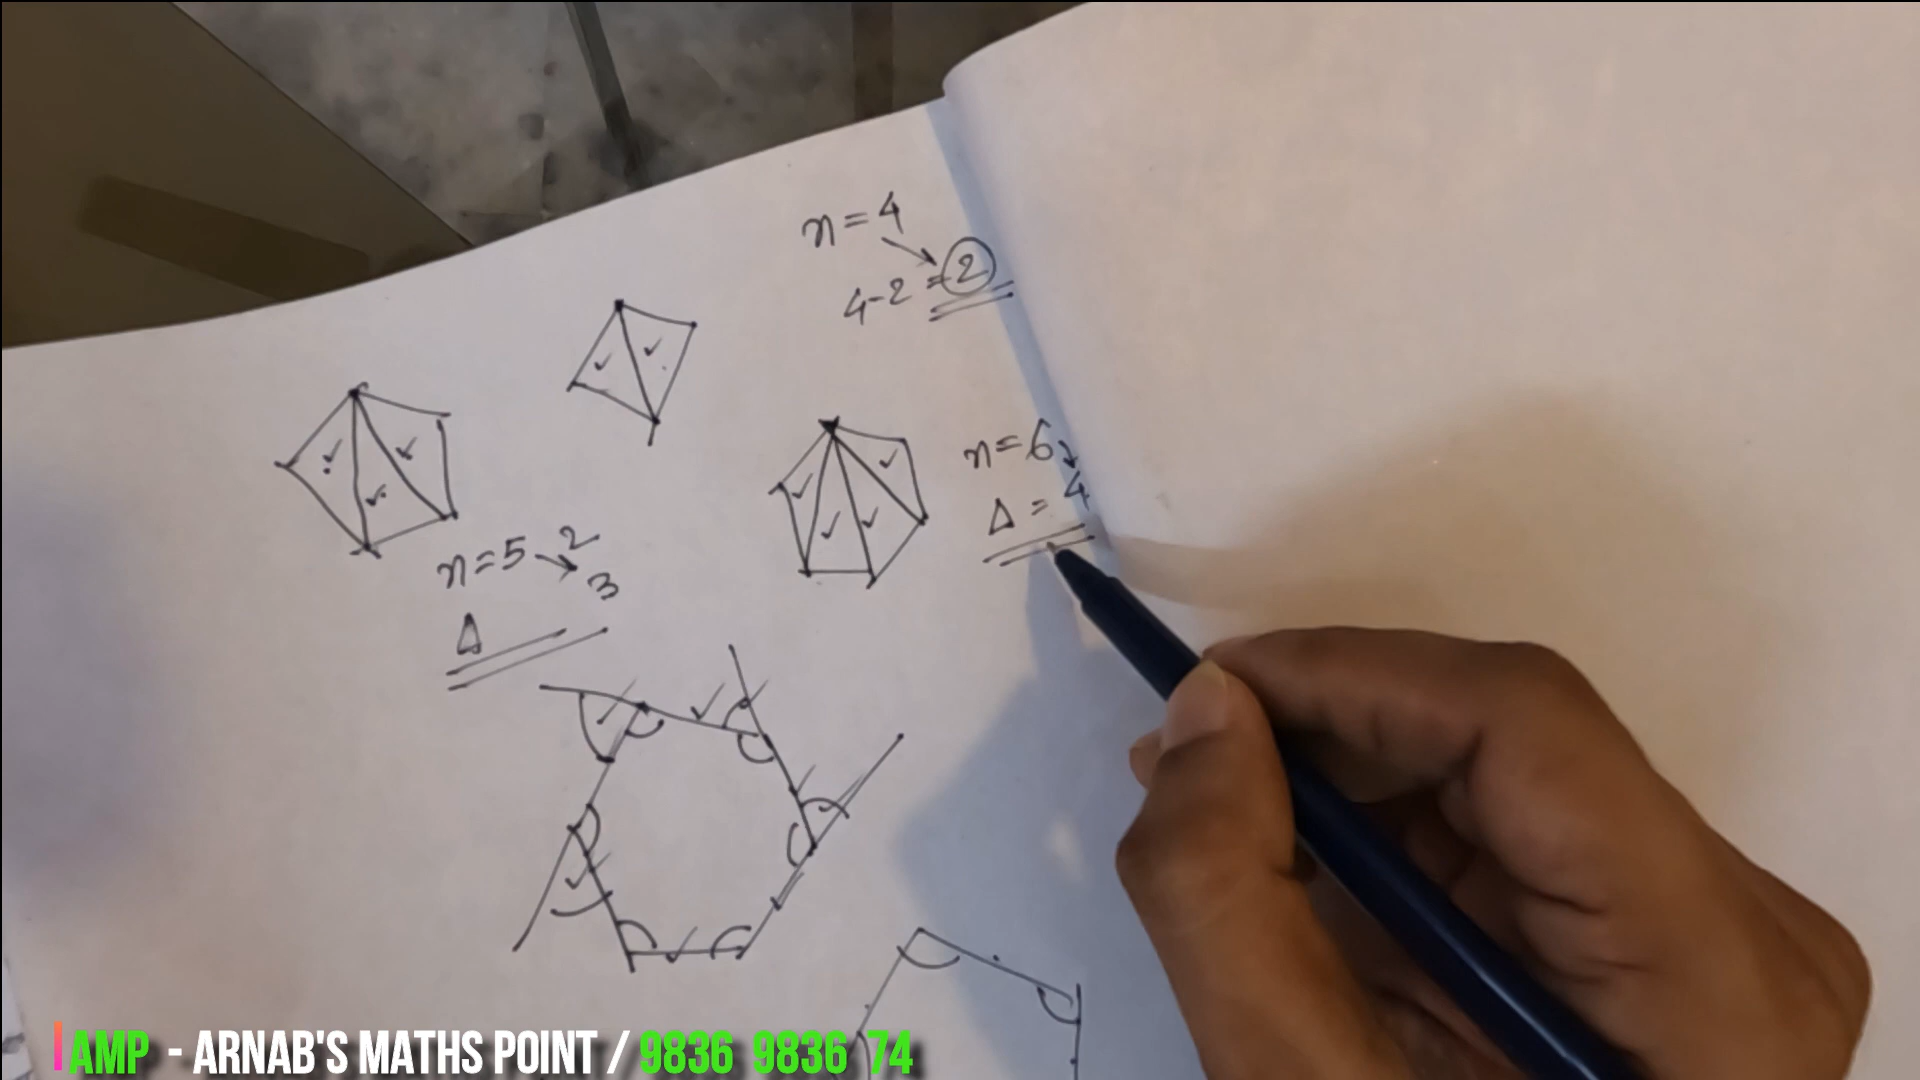 n=4
4-2=2
n=6
Δ=4
n=5 2
3
Δ
AMP - ARNAB'S MATHS POINT / 9836 9836 74